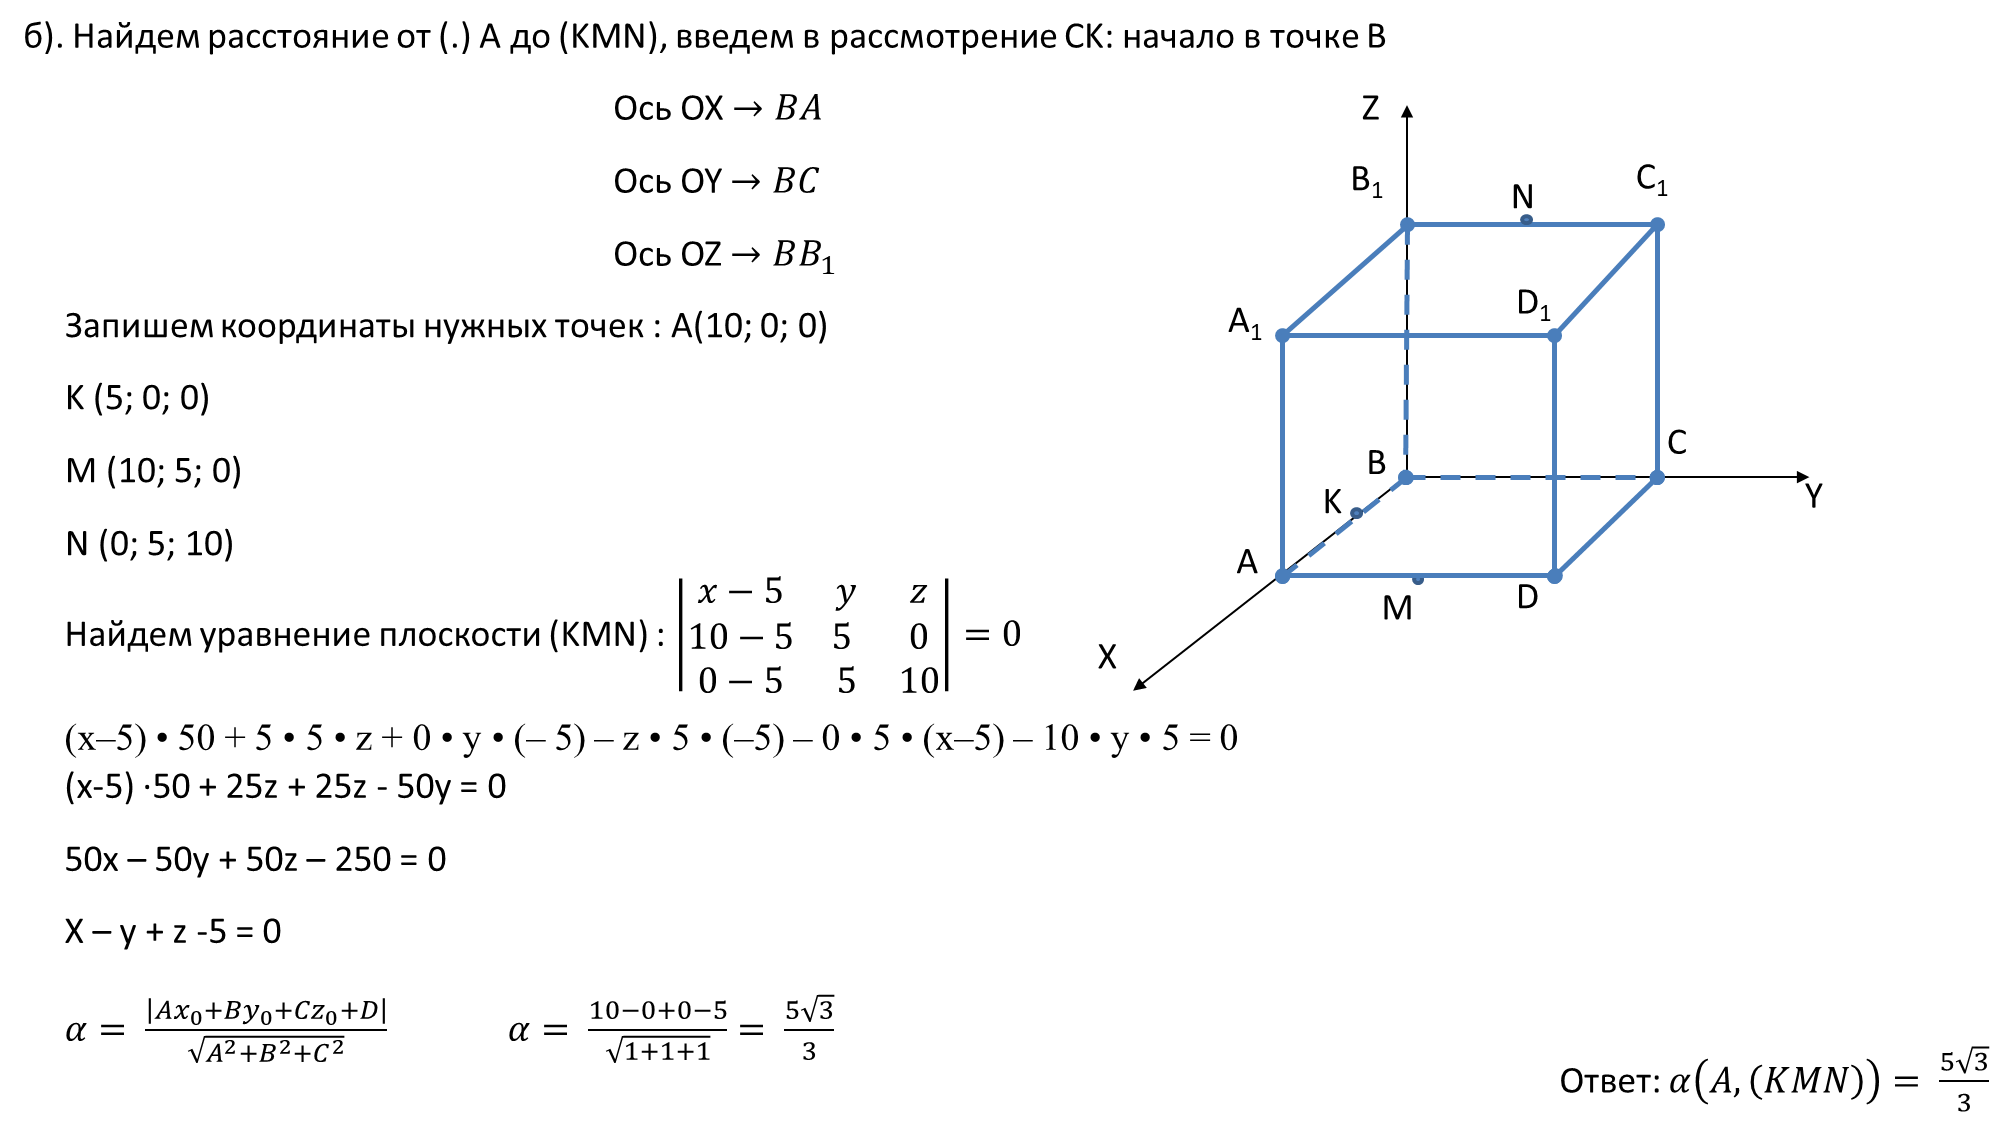 б). Найдем расстояние от (.) А до (KMN), введем в рассмотрение СК: начало в точке В
Ось OX → BA
Ось OY → BC
Ось OZ → BB₁
Запишем координаты нужных точек : A(10; 0; 0)
K (5; 0; 0)
M (10; 5; 0)
N (0; 5; 10)
Найдем уравнение плоскости (KMN) : |x − 5 y z| = 0
|10 − 5 5 0|
|0 − 5 5 10|
(x–5) • 50 + 5 • 5 • z + 0 • y • (– 5) – z • 5 • (–5) – 0 • 5 • (x–5) – 10 • y • 5 = 0
(x-5) ·50 + 25z + 25z - 50y = 0
50x – 50y + 50z – 250 = 0
X – y + z -5 = 0
α = |Ax₀+By₀+Cz₀+D| / √(A²+B²+C²) α = 10−0+0−5 / √(1+1+1) = 5√3 / 3
Ответ: α(A, (KMN)) = 5√3 / 3
Z
B₁
N
C₁
A₁
D₁
B
C
K
Y
A
M
D
X